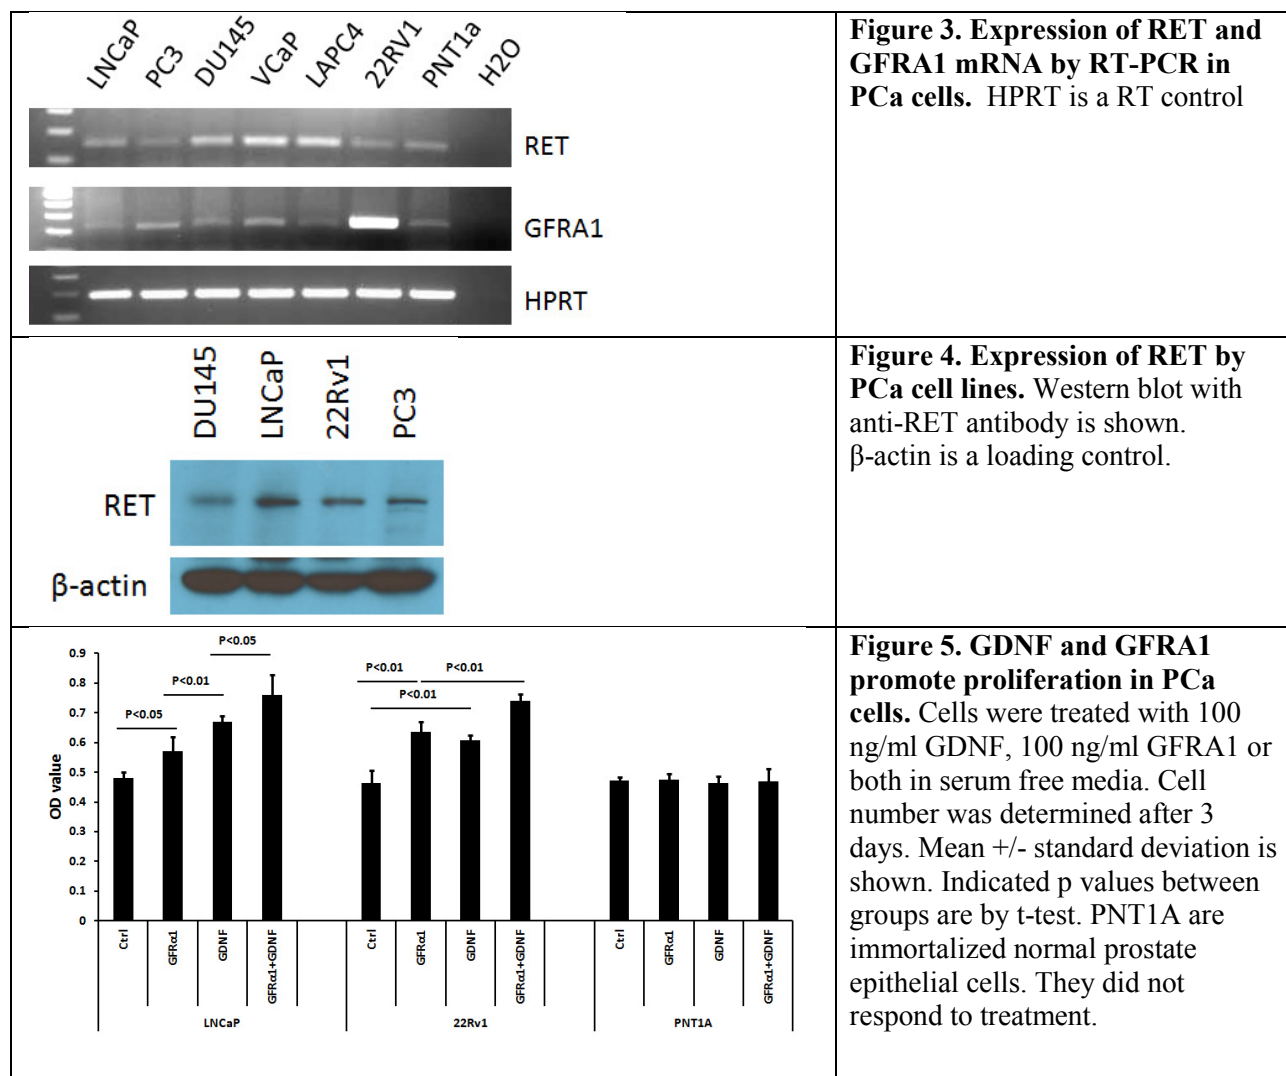 LNCaP
PC3
DU145
VCaP
LAPC4
22RV1
PNT1a
H2O
RET
GFRA1
HPRT
Figure 3. Expression of RET and
GFRA1 mRNA by RT-PCR in
PCa cells. HPRT is a RT control
DU145
LNCaP
22Rv1
PC3
RET
β-actin
Figure 4. Expression of RET by
PCa cell lines. Western blot with
anti-RET antibody is shown.
β-actin is a loading control.
P<0.05
P<0.01
P<0.05
P<0.01
P<0.01
P<0.01
OD value
0.9
0.8
0.7
0.6
0.5
0.4
0.3
0.2
0.1
0
Ctrl
GFRα1
GDNF
GFRα1+GDNF
Ctrl
GFRα1
GDNF
GFRα1+GDNF
Ctrl
GFRα1
GDNF
GFRα1+GDNF
LNCaP
22Rv1
PNT1A
Figure 5. GDNF and GFRA1
promote proliferation in PCa
cells. Cells were treated with 100
ng/ml GDNF, 100 ng/ml GFRA1 or
both in serum free media. Cell
number was determined after 3
days. Mean +/- standard deviation is
shown. Indicated p values between
groups are by t-test. PNT1A are
immortalized normal prostate
epithelial cells. They did not
respond to treatment.